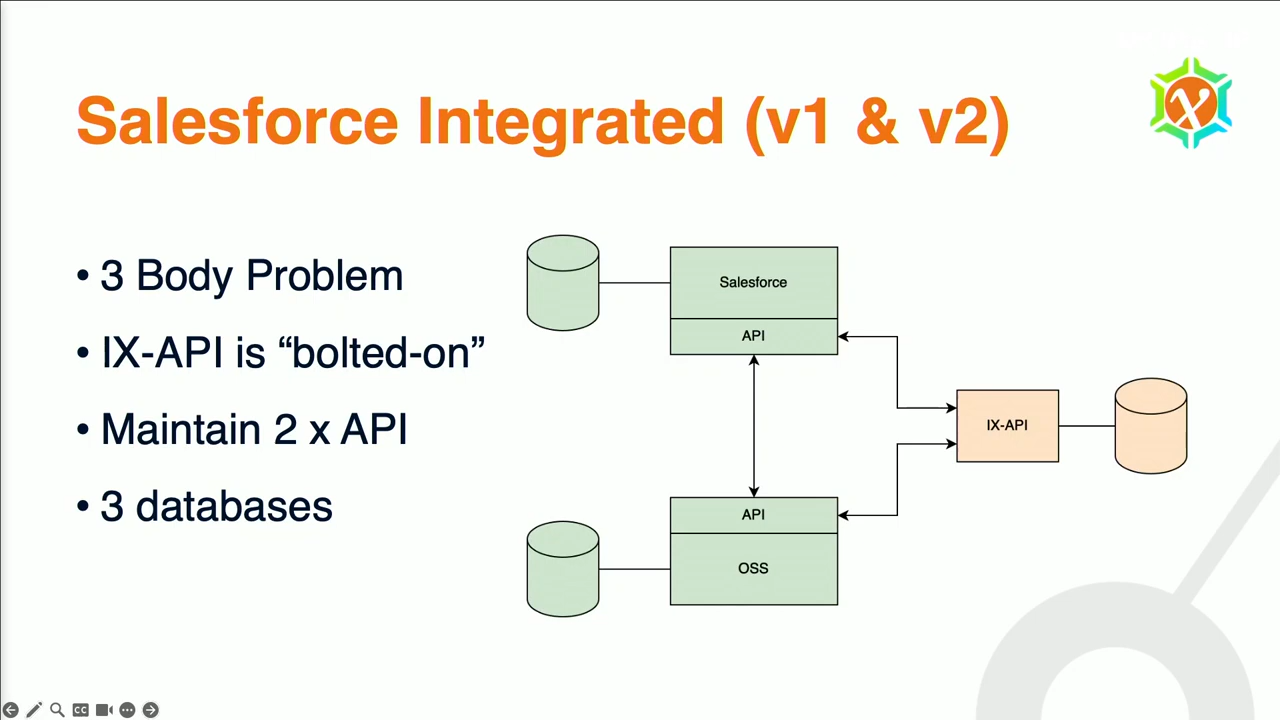 Salesforce Integrated (v1 & v2)
• 3 Body Problem
• IX-API is “bolted-on”
• Maintain 2 x API
• 3 databases
Salesforce
API
IX-API
API
OSS
CC